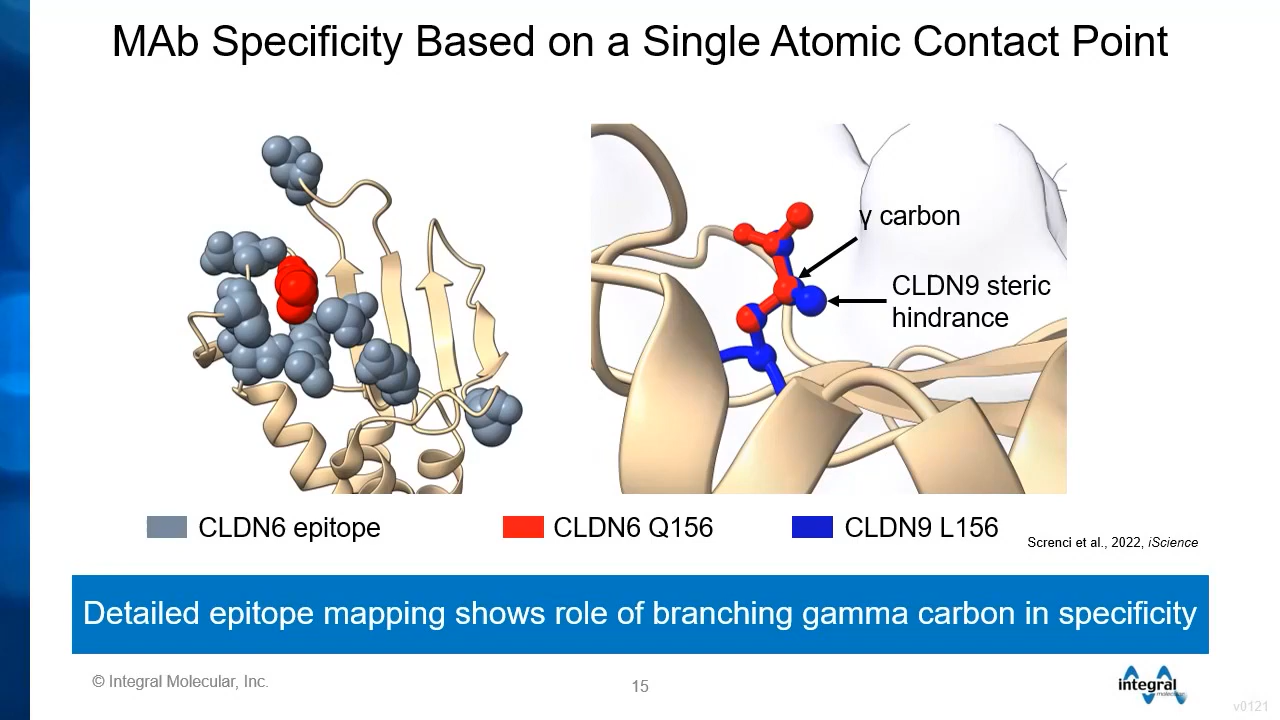 MAb Specificity Based on a Single Atomic Contact Point
γ carbon
CLDN9 steric
hindrance
CLDN6 epitope
CLDN6 Q156
CLDN9 L156
Screnci et al., 2022, iScience
Detailed epitope mapping shows role of branching gamma carbon in specificity
© Integral Molecular, Inc.
15
integral
molecular
v0121